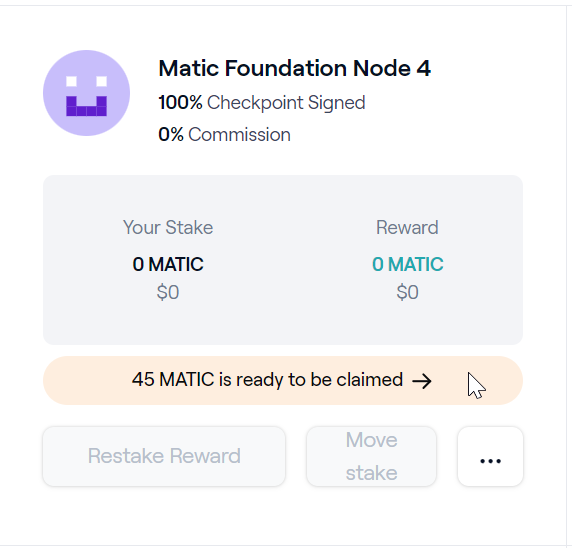 Matic Foundation Node 4
100% Checkpoint Signed
0% Commission
Your Stake
Reward
0 MATIC
0 MATIC
$0
$0
45 MATIC is ready to be claimed →
Restake Reward
Move
stake
...